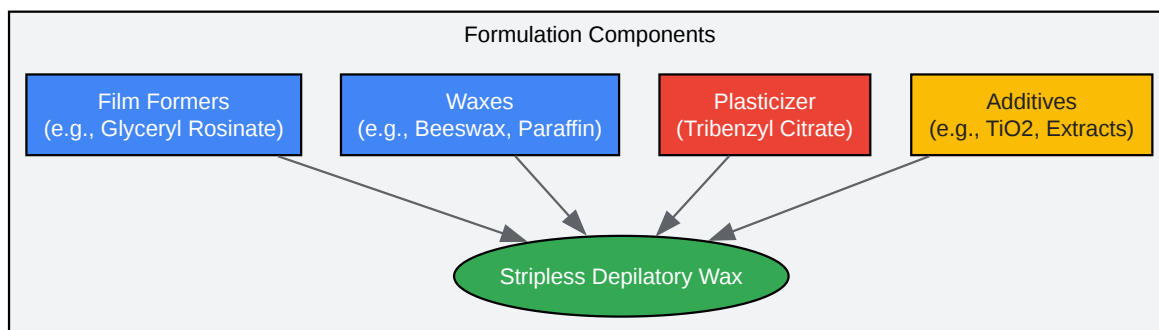 Formulation Components
Film Formers
(e.g., Glyceryl Rosinate)
Waxes
(e.g., Beeswax, Paraffin)
Plasticizer
(Tribenzyl Citrate)
Additives
(e.g., TiO2, Extracts)
Stripless Depilatory Wax